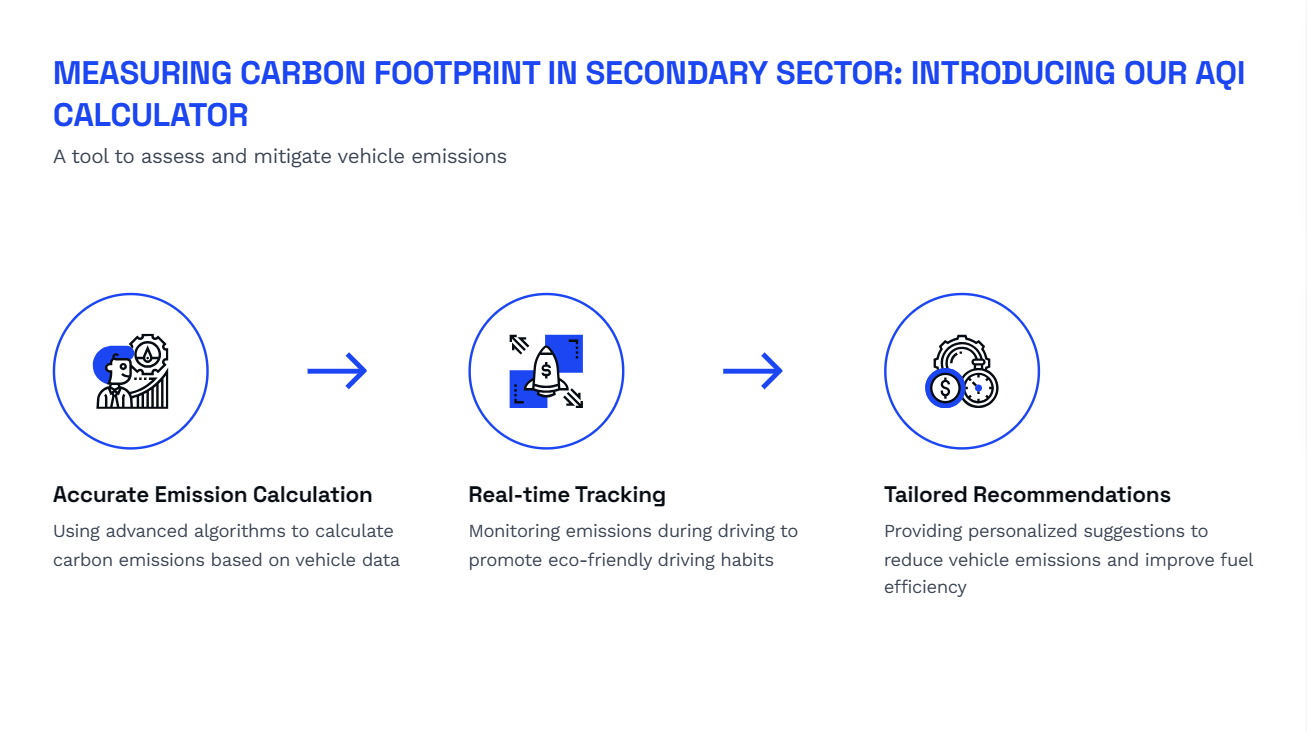 MEASURING CARBON FOOTPRINT IN SECONDARY SECTOR: INTRODUCING OUR AQI
CALCULATOR
A tool to assess and mitigate vehicle emissions
Accurate Emission Calculation
Using advanced algorithms to calculate
carbon emissions based on vehicle data
Real-time Tracking
Monitoring emissions during driving to
promote eco-friendly driving habits
Tailored Recommendations
Providing personalized suggestions to
reduce vehicle emissions and improve fuel
efficiency